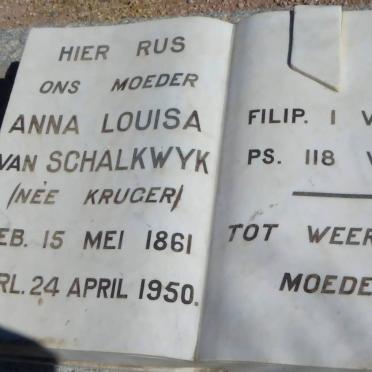 HIER RUS
ONS MOEDER
ANNA LOUISA
VAN SCHALKWYK
(NÉE KRUGER)
EB. 15 MEI 1861
RL. 24 APRIL 1950.
FILIP. 1 V
PS. 118 V
TOT WEER
MOEDE